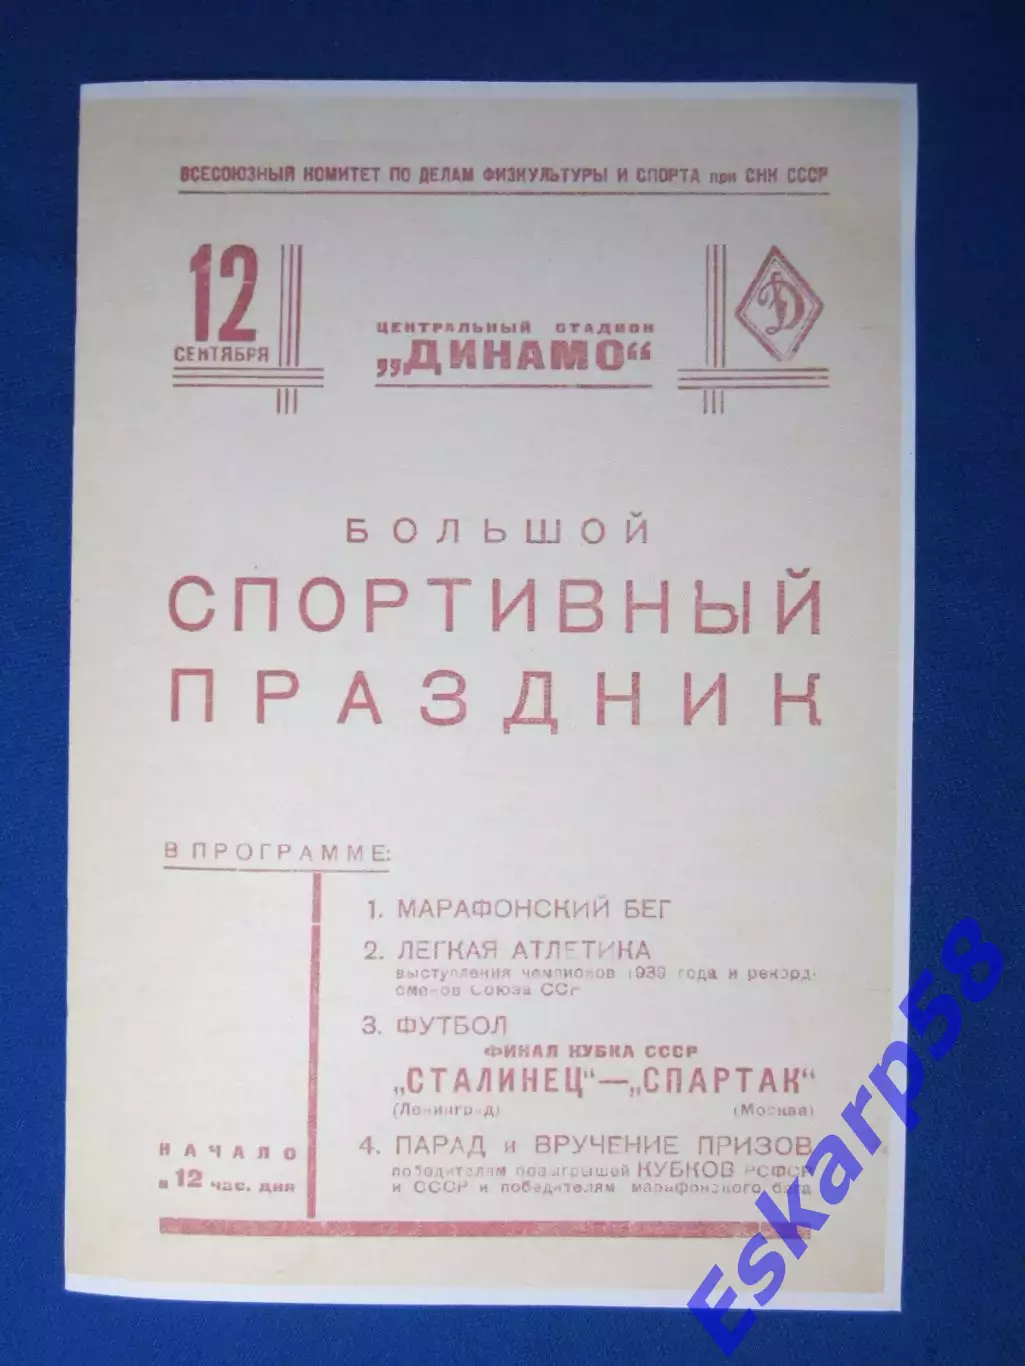 ВСЕСОЮЗНЫЙ КОМИТЕТ ПО ДЕЛАМ ФИЗКУЛЬТУРЫ И СПОРТА при СНК СССР
12
СЕНТЯБРЯ
ЦЕНТРАЛЬНЫЙ СТАДИОН
„ДИНАМО“
Д
БОЛЬШОЙ
СПОРТИВНЫЙ
ПРАЗДНИК
В ПРОГРАММЕ:
1. МАРАФОНСКИЙ БЕГ
2. ЛЕГКАЯ АТЛЕТИКА
выступления чемпионов 1939 года и рекорд-
сменов Союза ССР
3. ФУТБОЛ
ФИНАЛ КУБКА СССР
„СТАЛИНЕЦ“—„СПАРТАК“
(Ленинград) (Москва)
4. ПАРАД и ВРУЧЕНИЕ ПРИЗОВ
победителям розыгрышей КУБКОВ РСФСР
и СССР и победителям марафонского бега
НАЧАЛО
в 12 час. дня
Eskarp58